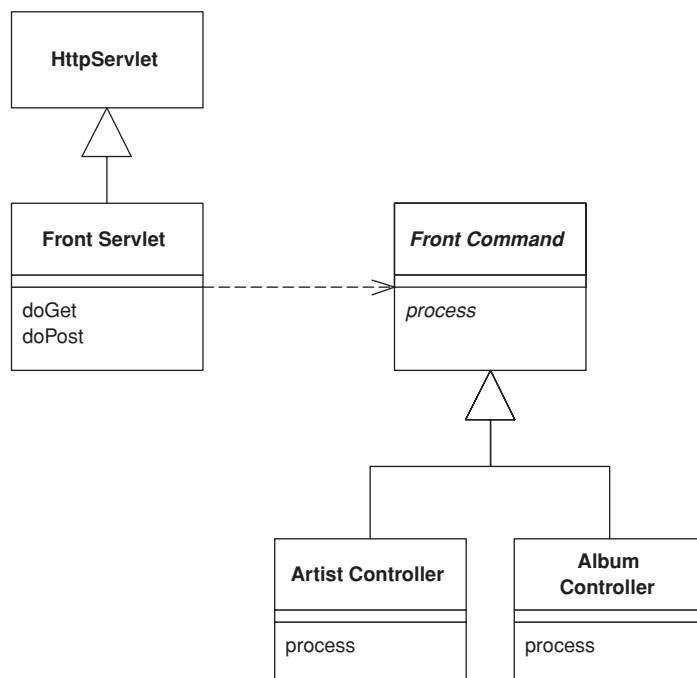 HttpServlet
Front Servlet
doGet
doPost
Front Command
process
Artist Controller
process
Album
Controller
process